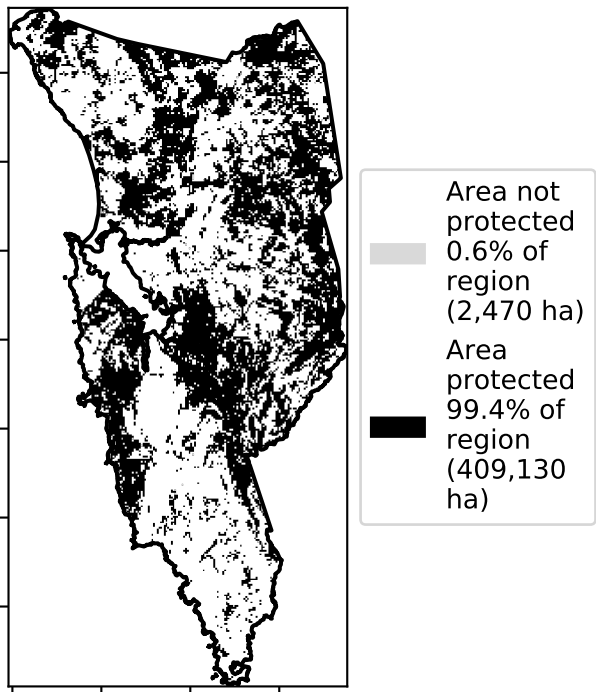 Area not
protected
0.6% of
region
(2,470 ha)
Area
protected
99.4% of
region
(409,130
ha)